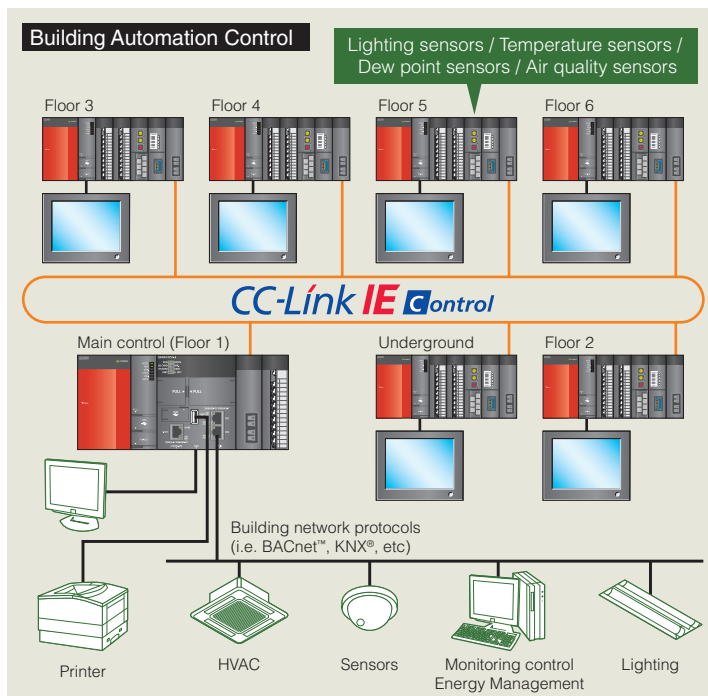 Building Automation Control
Lighting sensors / Temperature sensors /
Dew point sensors / Air quality sensors
Floor 3
Floor 4
Floor 5
Floor 6
CC-Link IE Control
Main control (Floor 1)
Underground
Floor 2
PULL
PULL
Building network protocols
(i.e. BACnet™, KNX®, etc)
Printer
HVAC
Sensors
Monitoring control
Energy Management
Lighting